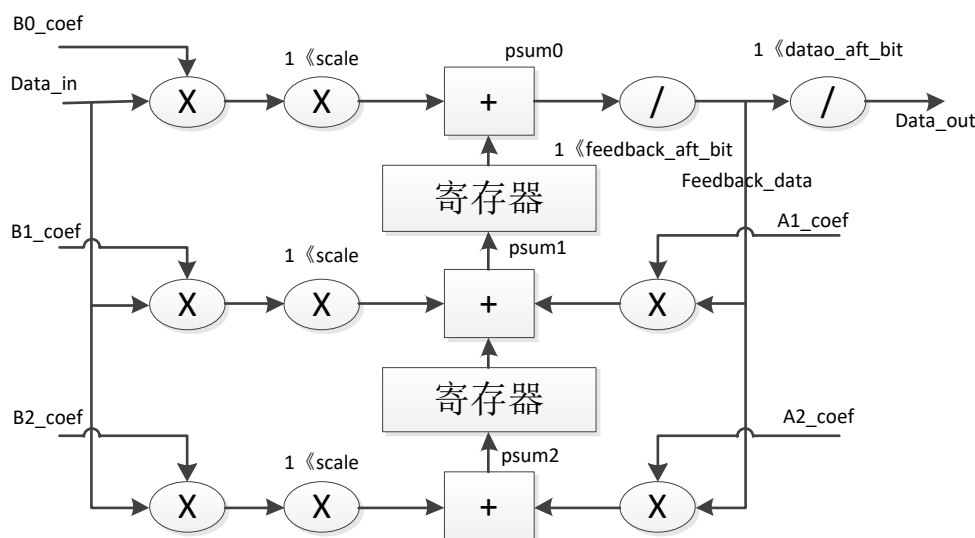 B0_coef
psum0
1《scale
1《datao_aft_bit
Data_in
X
X
+
/
/
Data_out
1《feedback_aft_bit
寄存器
Feedback_data
B1_coef
A1_coef
1《scale
psum1
X
X
+
X
寄存器
B2_coef
A2_coef
1《scale
psum2
X
X
+
X